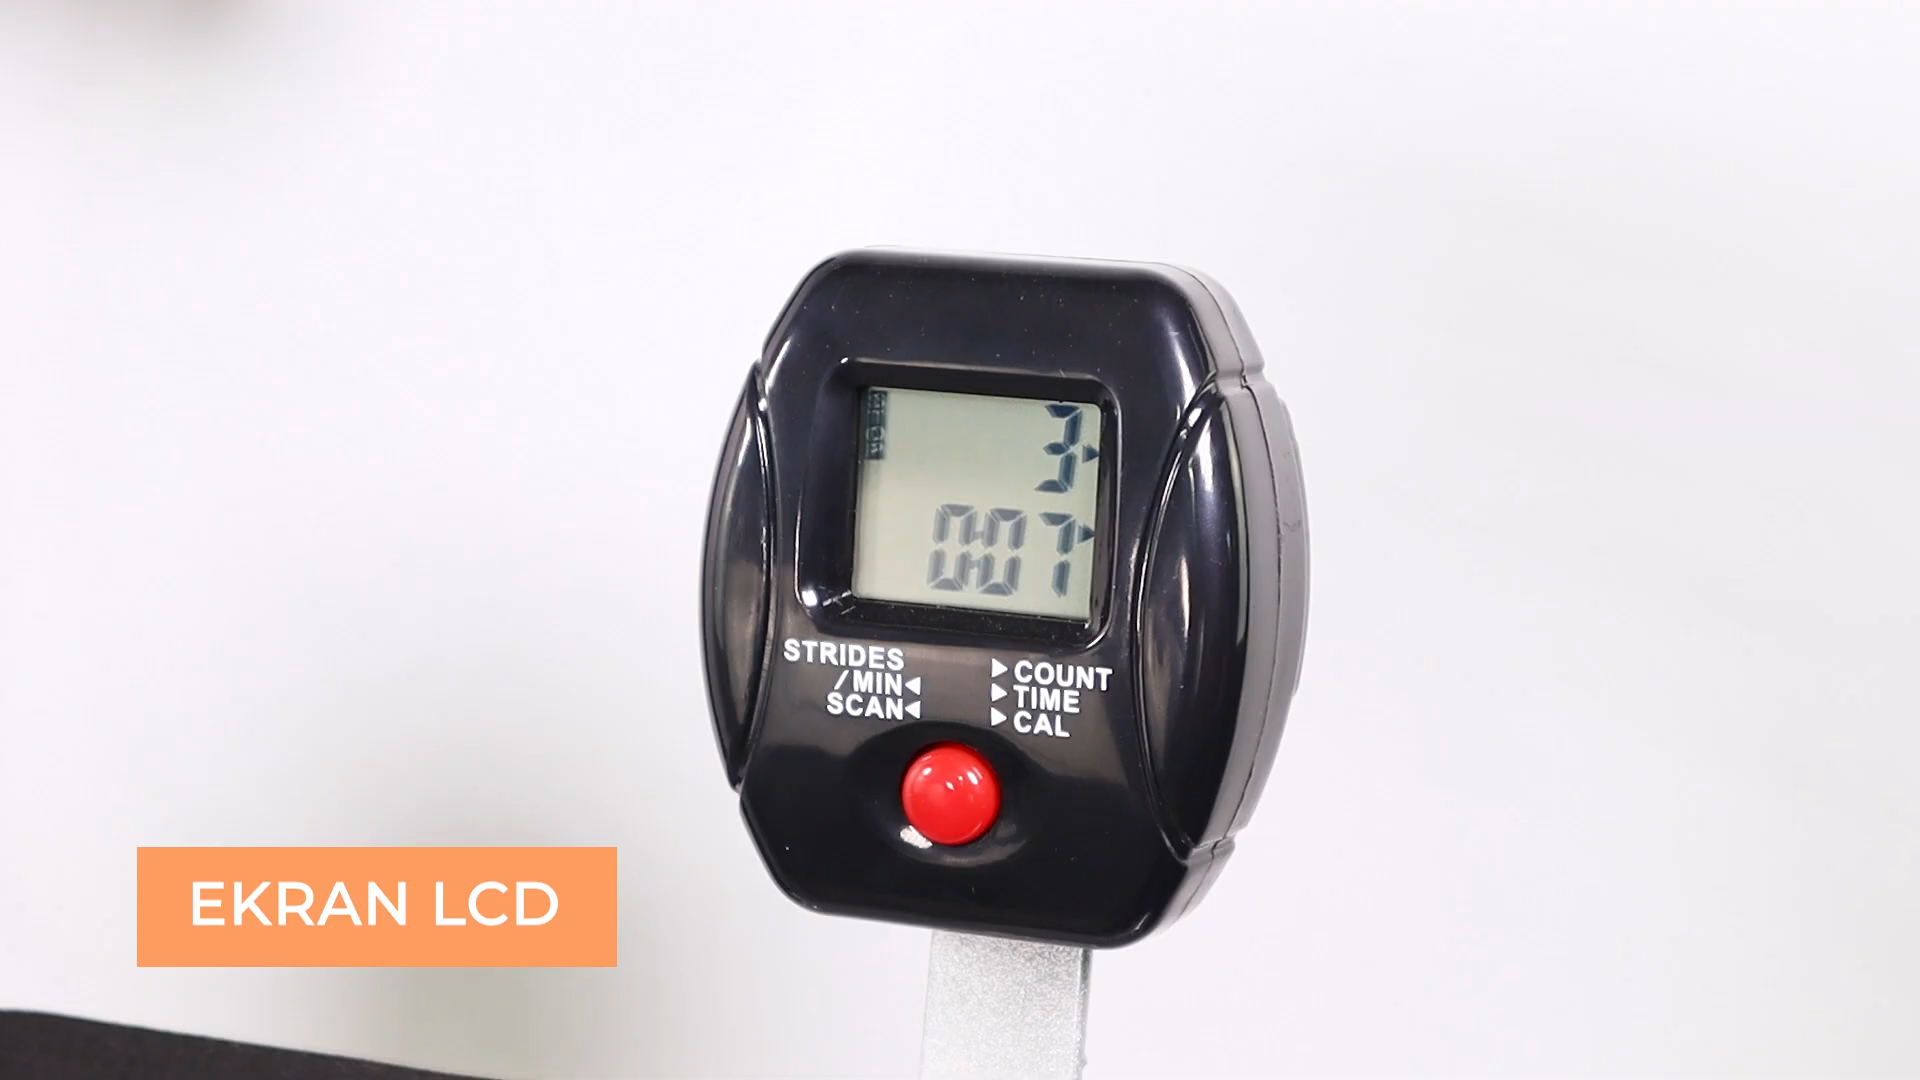 3
0:07
STRIDES
/MIN◀
SCAN◀
▶COUNT
▶TIME
▶CAL
EKRAN LCD